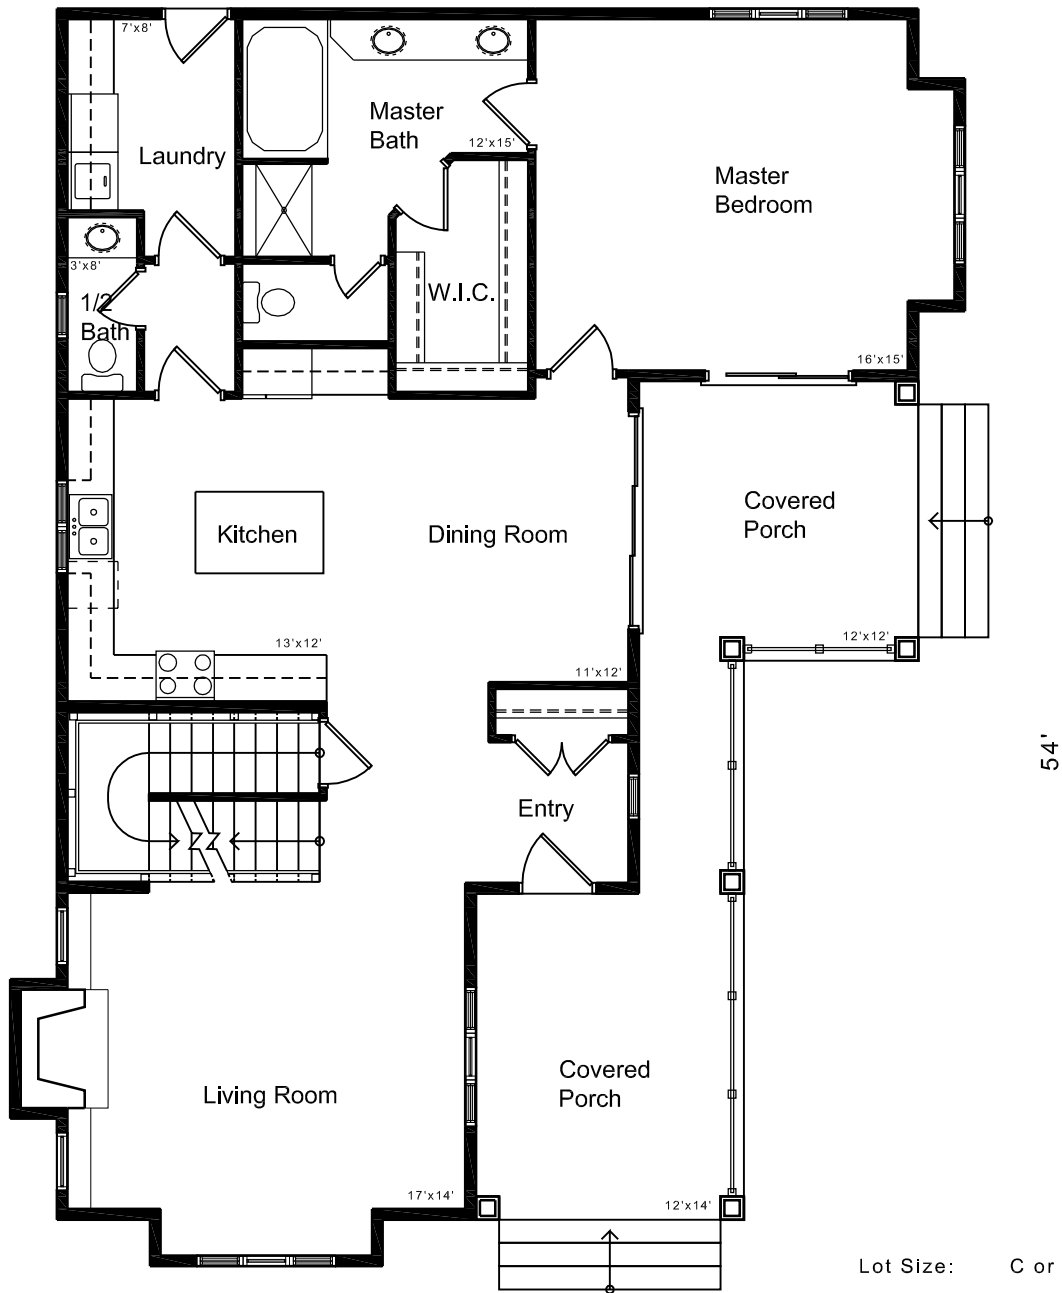 7'x8'
Master
Bath
12'x15'
Laundry
Master
Bedroom
3'x8'
1/2
Bath
W.I.C.
16'x15'
Covered
Porch
Kitchen
Dining Room
12'x12'
13'x12'
11'x12'
54'
Entry
Covered
Porch
Living Room
17'x14'
12'x14'
Lot Size: C or